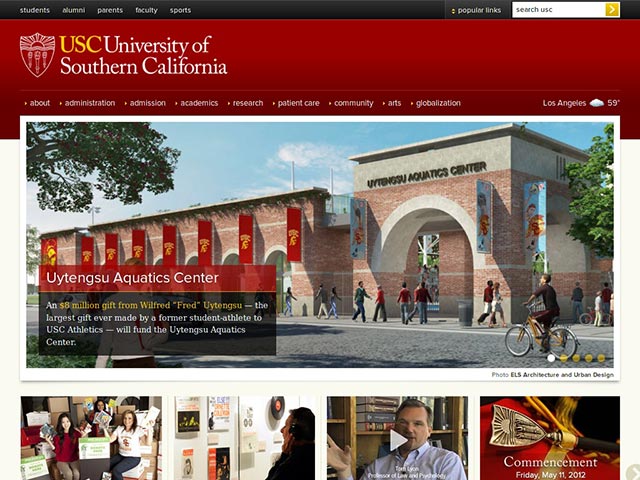 students alumni parents faculty sports
popular links search usc
USC University of
Southern California
about administration admission academics research patient care community arts globalization Los Angeles 59°
UYTENGSU AQUATICS CENTER
Uytengsu Aquatics Center
An $8 million gift from Wilfred “Fred” Uytengsu — the
largest gift ever made by a former student-athlete to
USC Athletics — will fund the Uytengsu Aquatics
Center.
Photo ELS Architecture and Urban Design
Tom Lyon
Professor of Law and Psychology
Commencement
Friday, May 11, 2012